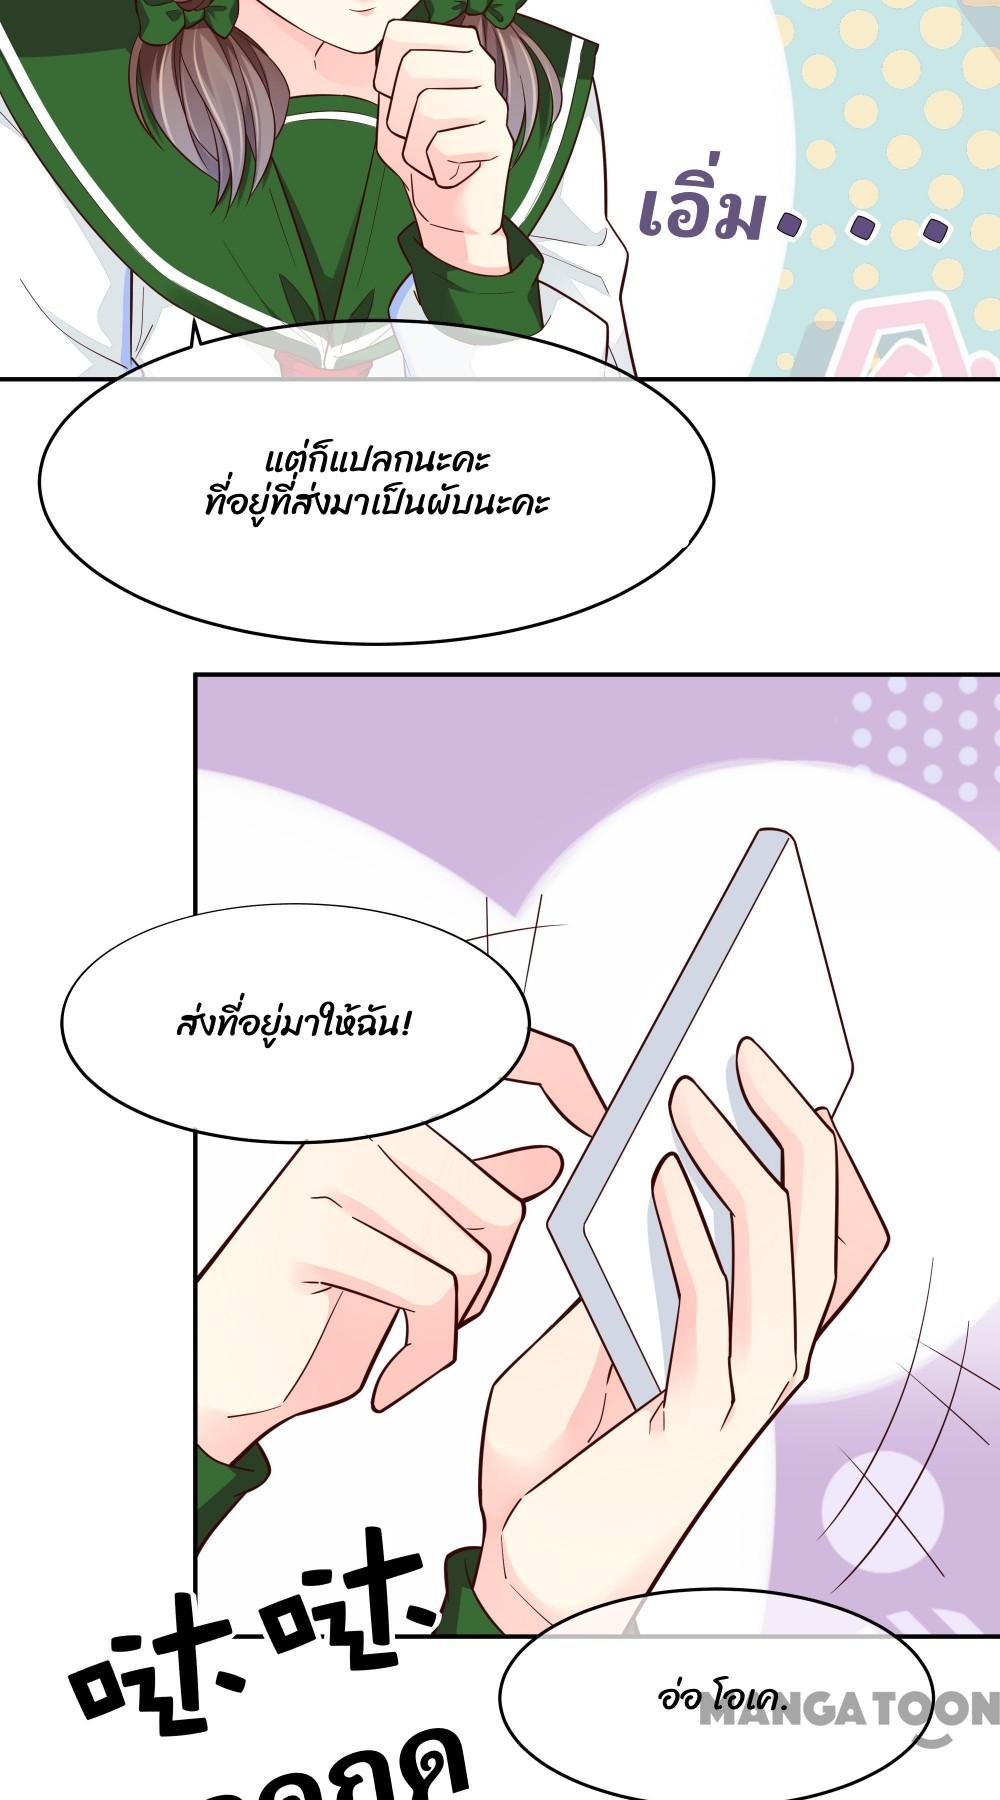 เอิ่ม...
แต่ก็แปลกนะคะ
ที่อยู่ที่ส่งมาเป็นผับนะคะ
ส่งที่อยู่มาให้ฉัน!
哒哒
อ่อ โอเค.
MANGATOON